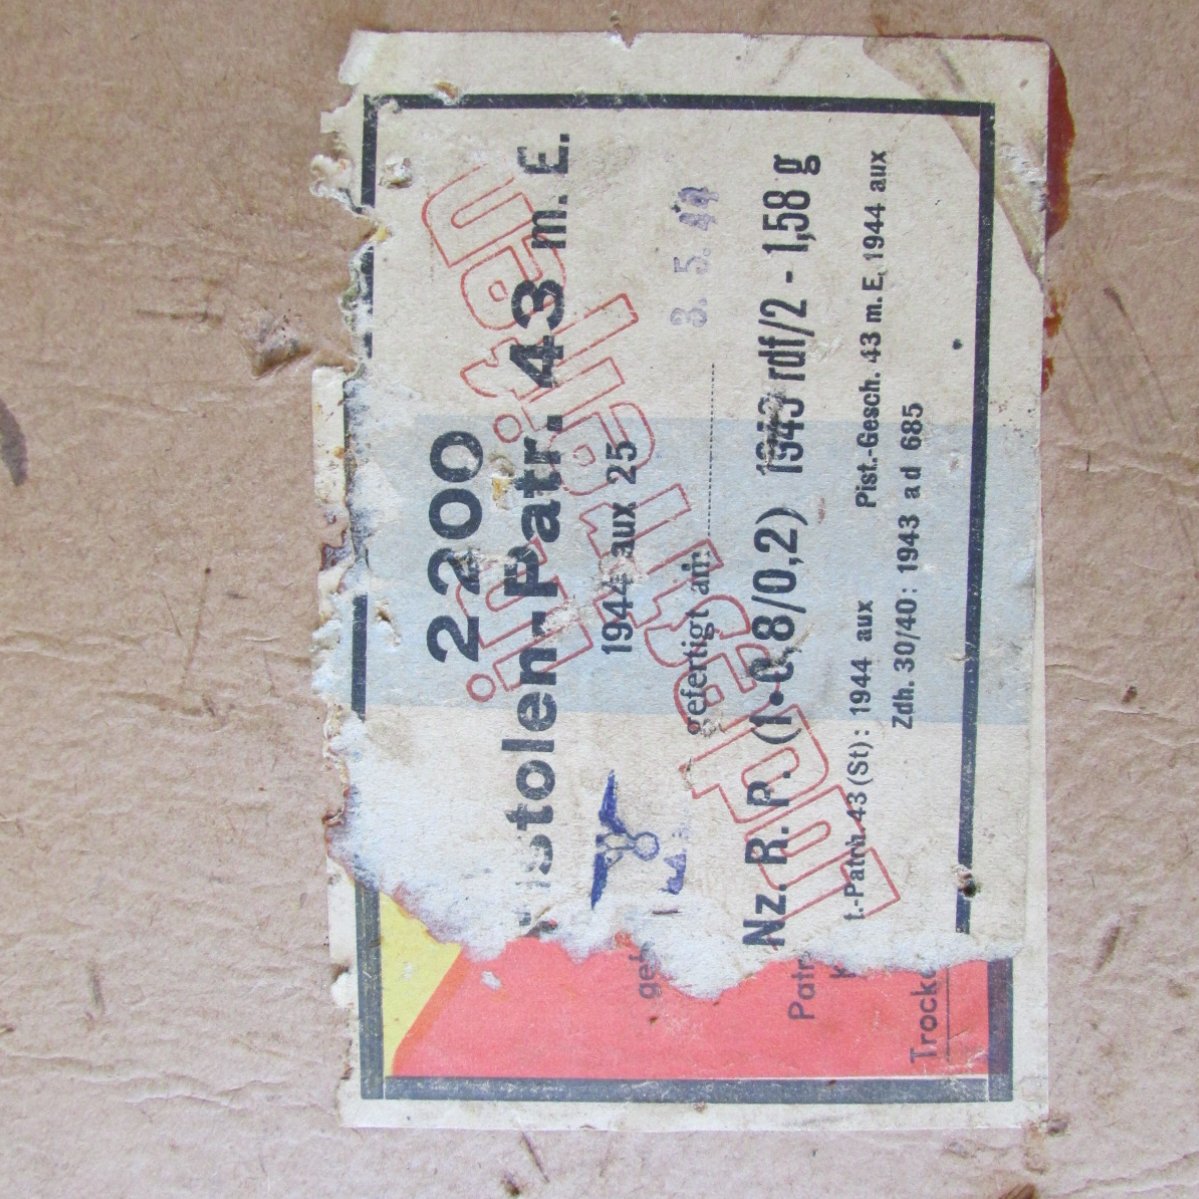 2200
Pistolen-Patr. 43 m. E.
1944 aux 25
gefertigt am 3. 5. 44
Nz. R. P. (1•0,8/0,2) 1943 rdf/2 - 1,58 g
t.-Patrh. 43 (St): 1944 aux Pist.-Gesch. 43 m. E. 1944 aux
Zdh. 30/40: 1943 ad 685
Patr
Trocke